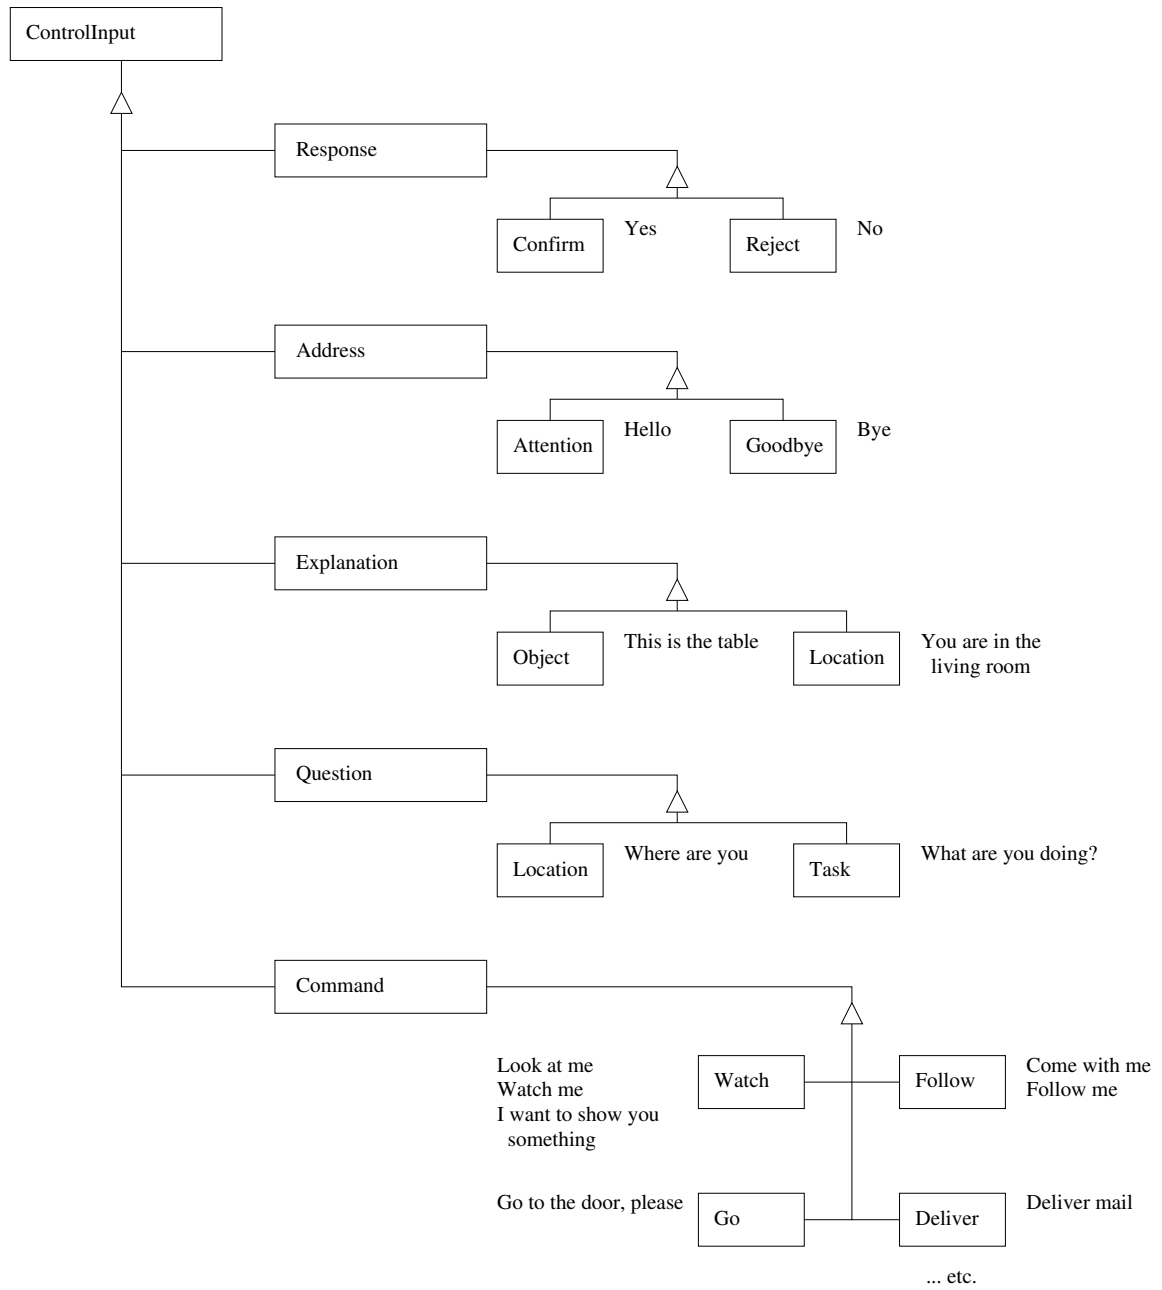 ControlInput
Response
Confirm
Yes
Reject
No
Address
Attention
Hello
Goodbye
Bye
Explanation
Object
This is the table
Location
You are in the
living room
Question
Location
Where are you
Task
What are you doing?
Command
Look at me
Watch me
I want to show you
something
Watch
Follow
Come with me
Follow me
Go to the door, please
Go
Deliver
Deliver mail
... etc.